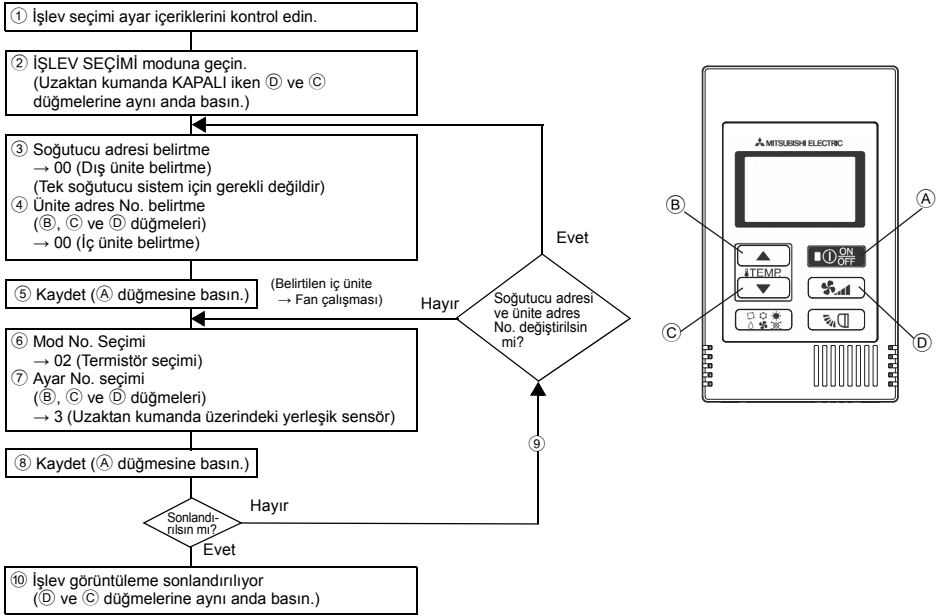 ① İşlev seçimi ayar içeriklerini kontrol edin.
② İŞLEV SEÇİMİ moduna geçin.
(Uzaktan kumanda KAPALI iken Ⓓ ve Ⓒ
düğmelerine aynı anda basın.)
③ Soğutucu adresi belirtme
→ 00 (Dış ünite belirtme)
(Tek soğutucu sistem için gerekli değildir)
④ Ünite adres No. belirtme
(Ⓑ, Ⓒ ve Ⓓ düğmeleri)
→ 00 (İç ünite belirtme)
⑤ Kaydet (Ⓐ düğmesine basın.)
(Belirtilen iç ünite
→ Fan çalışması)
Hayır
Evet
Soğutucu adresi
ve ünite adres
No. değiştirilsin
mi?
⑥ Mod No. Seçimi
→ 02 (Termistör seçimi)
⑦ Ayar No. seçimi
(Ⓑ, Ⓒ ve Ⓓ düğmeleri)
→ 3 (Uzaktan kumanda üzerindeki yerleşik sensör)
⑧ Kaydet (Ⓐ düğmesine basın.)
⑨
Sonlandı-
rılsın mı?
Hayır
Evet
⑩ İşlev görüntüleme sonlandırılıyor
(Ⓓ ve Ⓒ düğmelerine aynı anda basın.)
MITSUBISHI ELECTRIC
Ⓑ
Ⓐ
ON
OFF
TEMP.
Ⓒ
Ⓓ